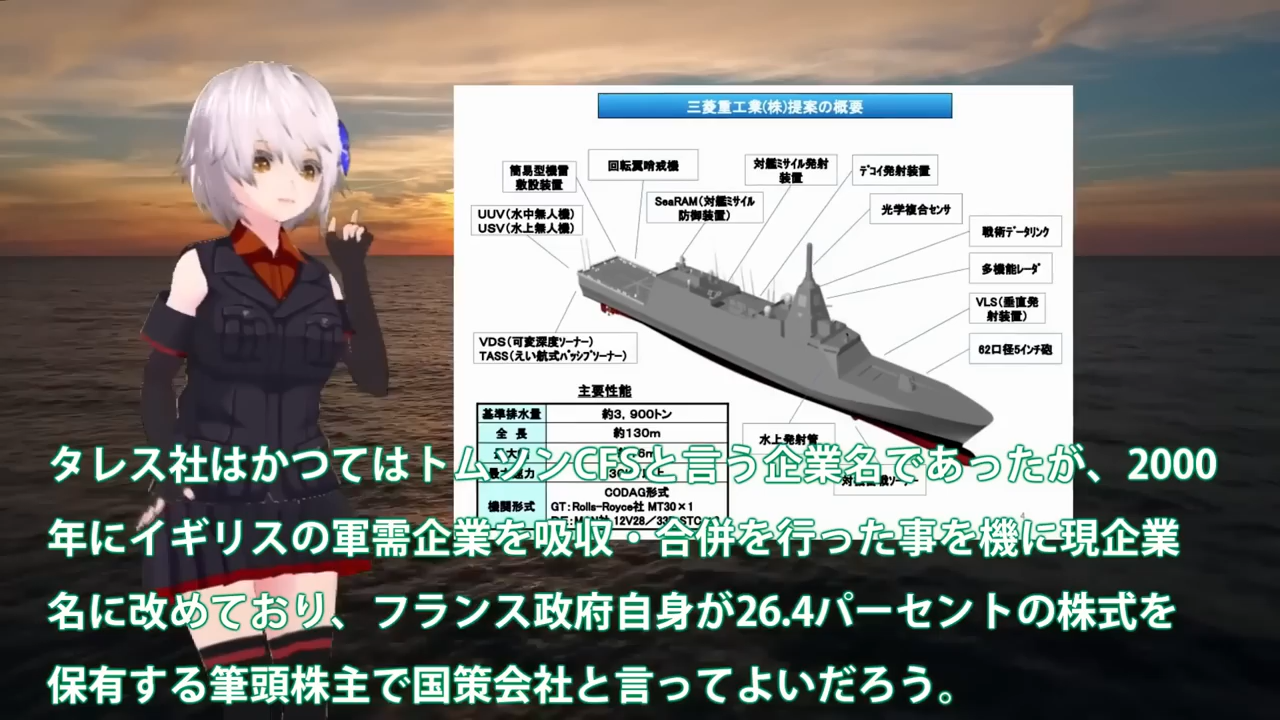 三菱重工業(株)提案の概要
簡易型機雷
敷設装置
回転翼哨戒機
対艦ミサイル発射
装置
デコイ発射装置
UUV(水中無人機)
USV(水上無人機)
SeaRAM(対艦ミサイル
防御装置)
光学複合センサ
戦術データリンク
多機能レーダ
VLS(垂直発
射装置)
62口径5インチ砲
VDS(可変深度ソーナー)
TASS(えい航式パッシブソーナー)
水上発射管
主要性能
基準排水量 約3,900トン
全 長 約130m
機関形式 CODAG形式
GT:Rolls-Royce社 MT30×1
タレス社はかつてはトムソンCFSと言う企業名であったが、2000
年にイギリスの軍需企業を吸収・合併を行った事を機に現企業
名に改めており、フランス政府自身が26.4パーセントの株式を
保有する筆頭株主で国策会社と言ってよいだろう。
4